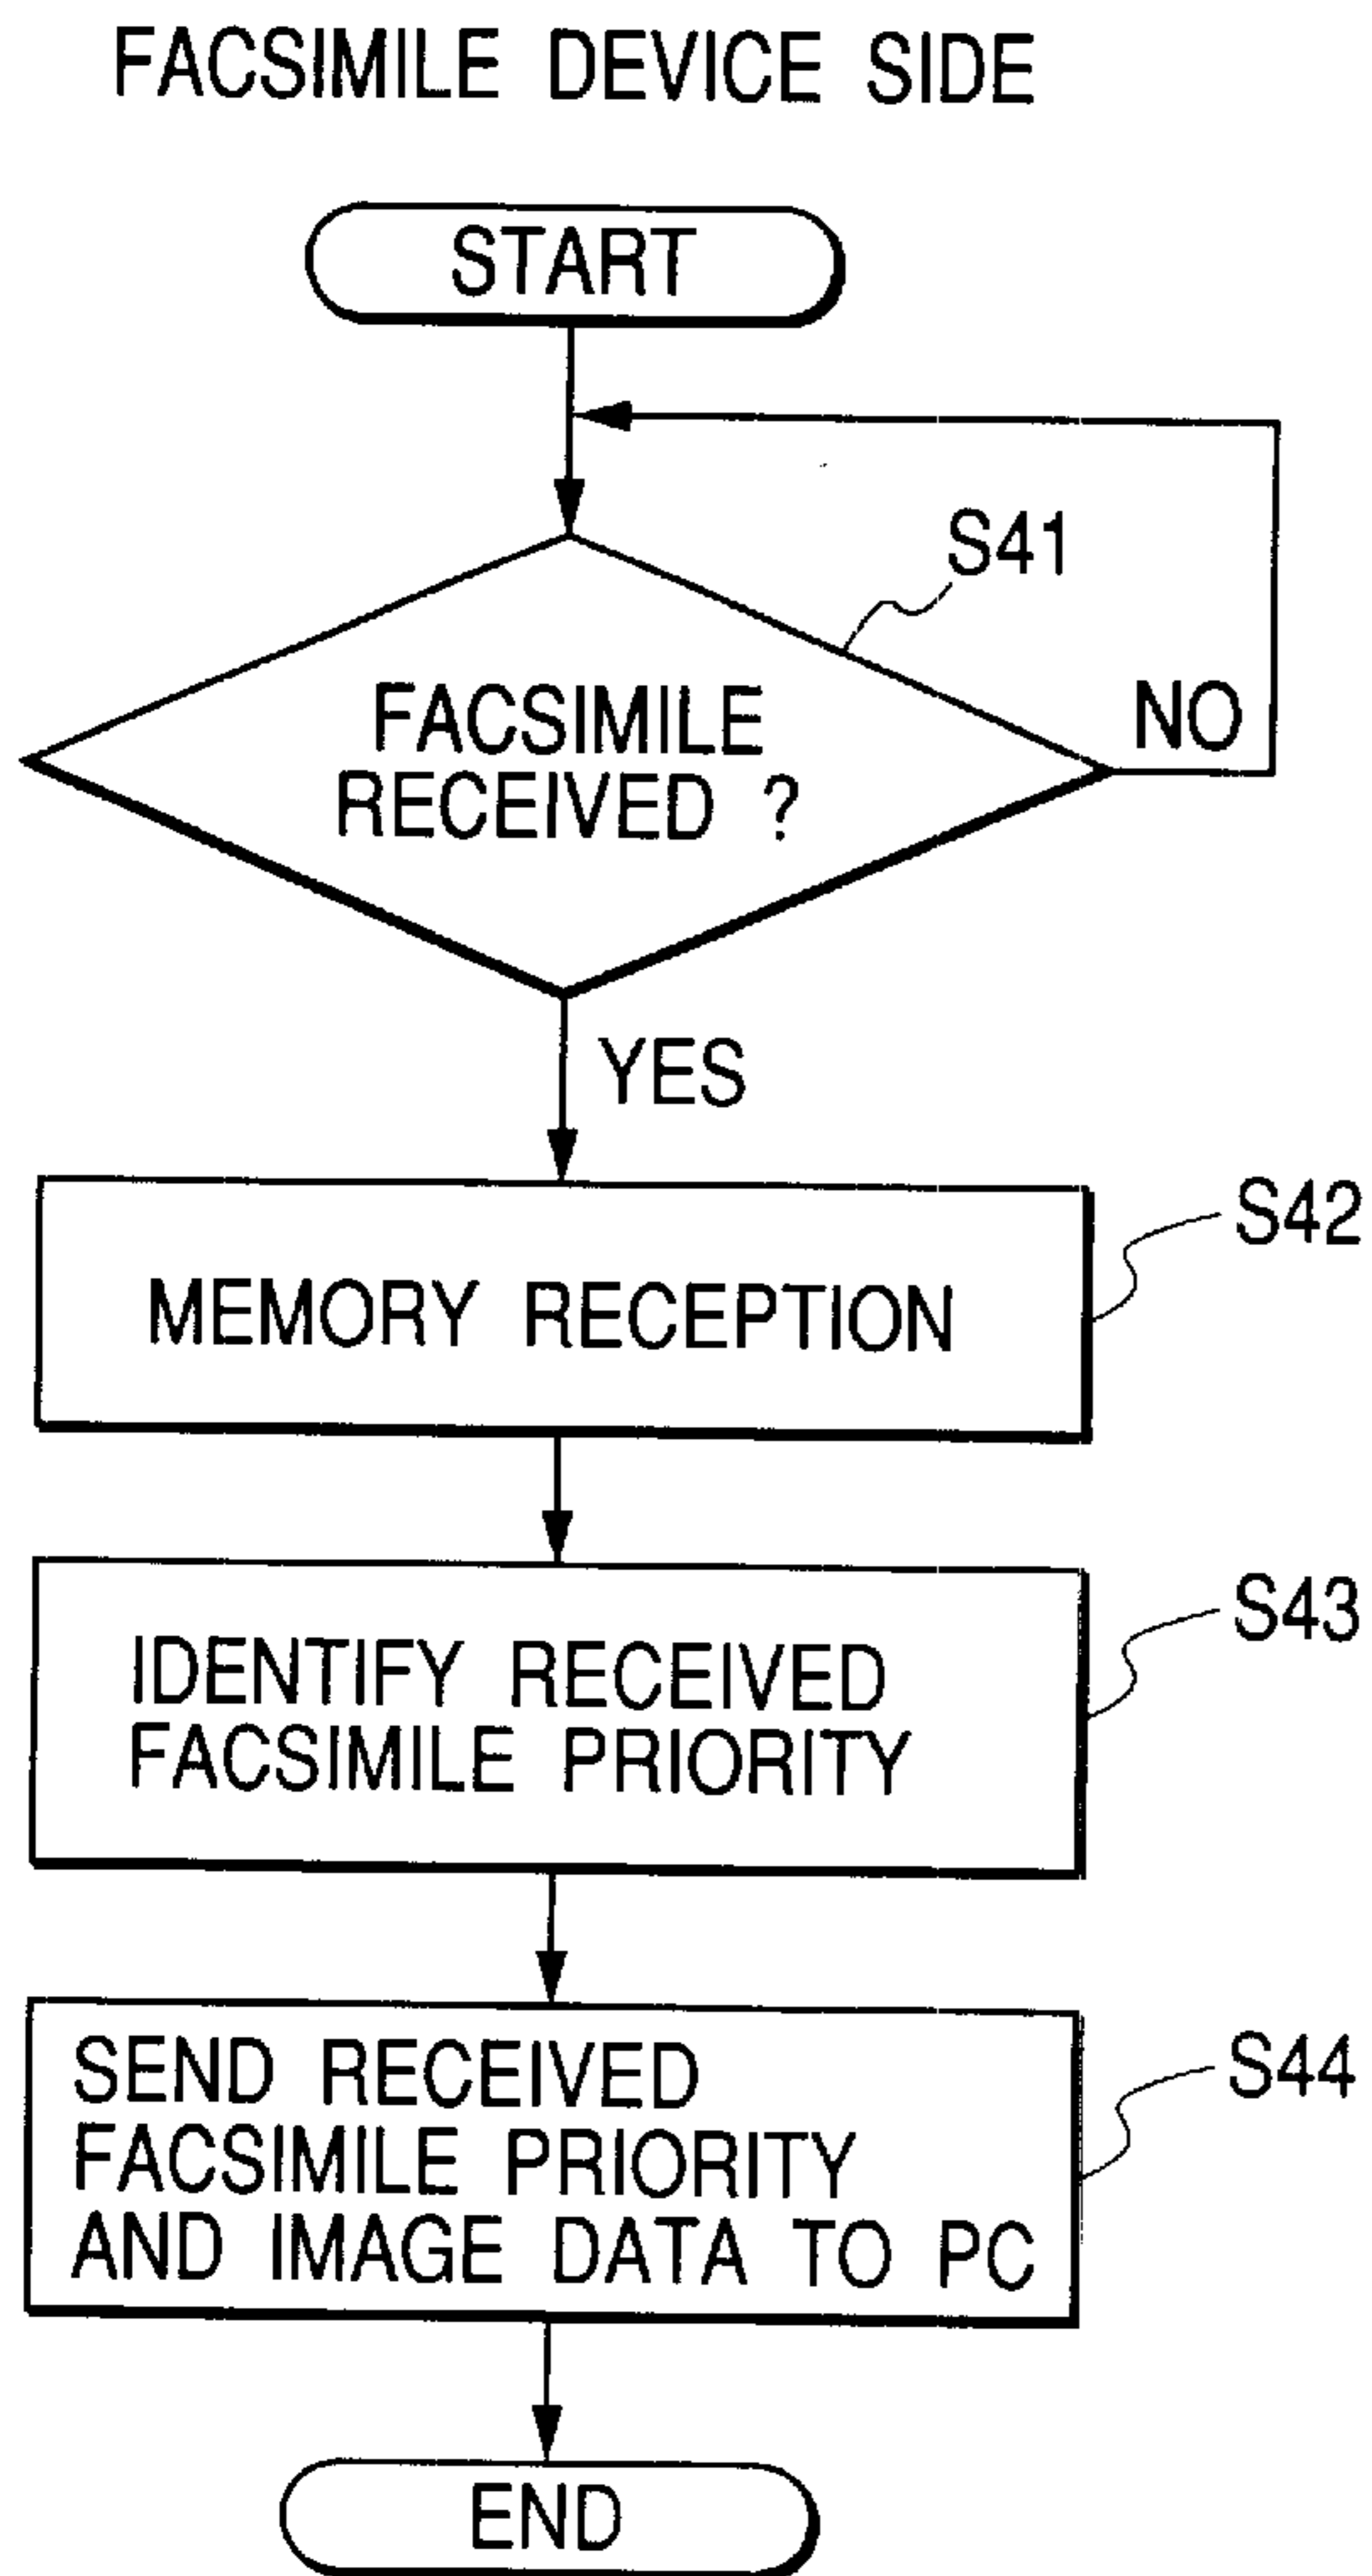 FACSIMILE DEVICE SIDE
START
S41
FACSIMILE
RECEIVED ?
NO
YES
S42
MEMORY RECEPTION
S43
IDENTIFY RECEIVED
FACSIMILE PRIORITY
S44
SEND RECEIVED
FACSIMILE PRIORITY
AND IMAGE DATA TO PC
END